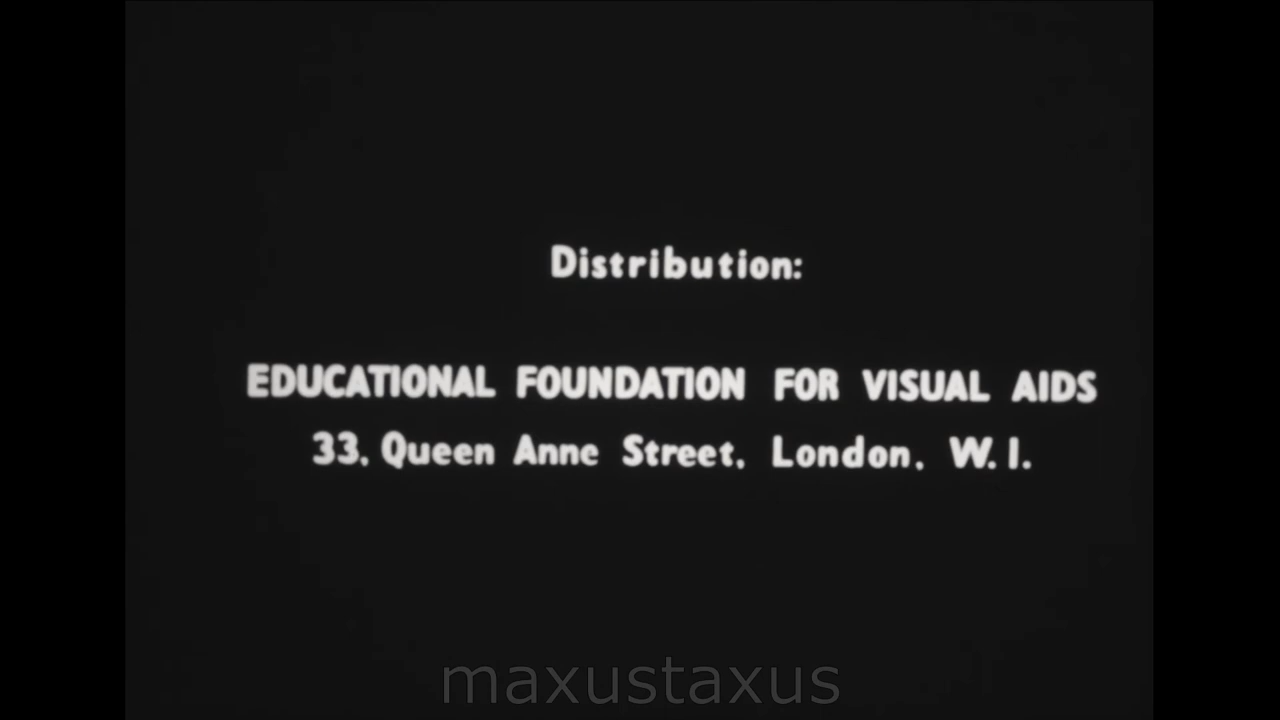 Distribution:
EDUCATIONAL FOUNDATION FOR VISUAL AIDS
33, Queen Anne Street, London, W.1.
maxustaxus